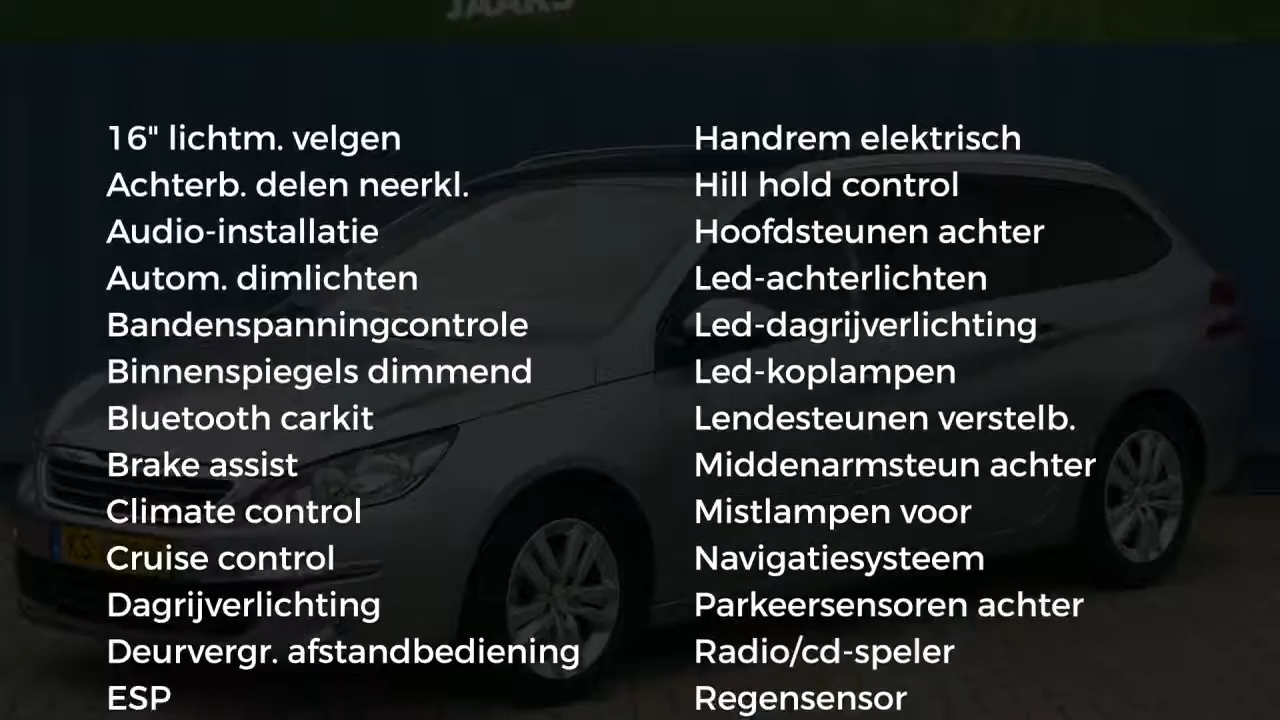 JAARS
16" lichtm. velgen
Achterb. delen neerkl.
Audio-installatie
Autom. dimlichten
Bandenspanningcontrole
Binnenspiegels dimmend
Bluetooth carkit
Brake assist
Climate control
Cruise control
Dagrijverlichting
Deurvergr. afstandbediening
ESP
Handrem elektrisch
Hill hold control
Hoofdsteunen achter
Led-achterlichten
Led-dagrijverlichting
Led-koplampen
Lendesteunen verstelb.
Middenarmsteun achter
Mistlampen voor
Navigatiesysteem
Parkeersensoren achter
Radio/cd-speler
Regensensor